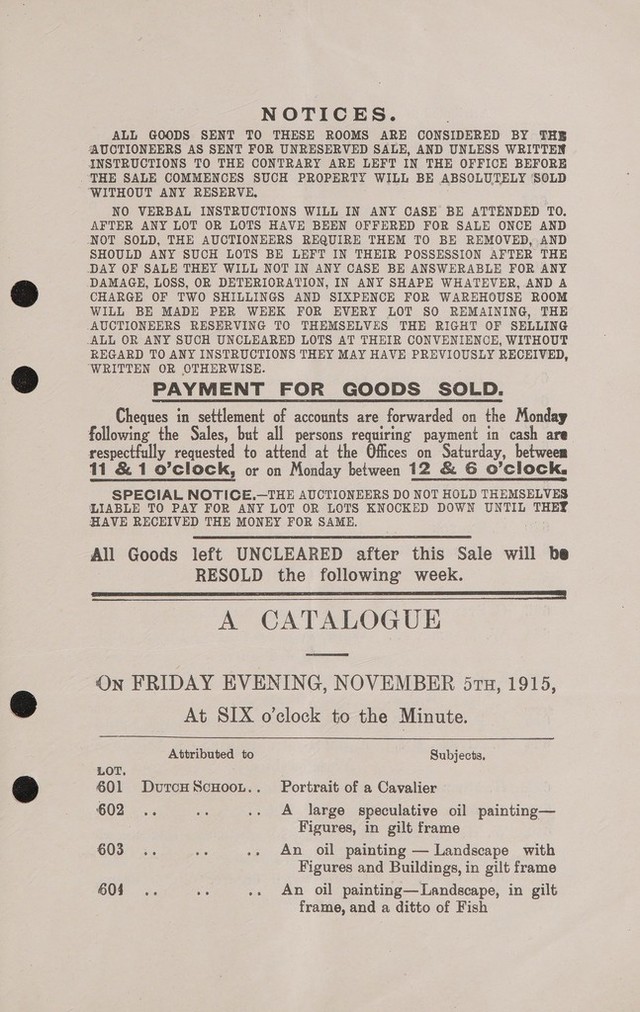 NOTICES.
ALL GOODS SENT TO THESE ROOMS ARE CONSIDERED BY THE
AUCTIONEERS AS SENT FOR UNRESERVED SALE, AND UNLESS WRITTEN
INSTRUCTIONS TO THE CONTRARY ARE LEFT IN THE OFFICE BEFORE
THE SALE COMMENCES SUCH PROPERTY WILL BE ABSOLUTELY SOLD
WITHOUT ANY RESERVE.
NO VERBAL INSTRUCTIONS WILL IN ANY CASE BE ATTENDED TO.
AFTER ANY LOT OR LOTS HAVE BEEN OFFERED FOR SALE ONCE AND
NOT SOLD, THE AUCTIONEERS REQUIRE THEM TO BE REMOVED, AND
SHOULD ANY SUCH LOTS BE LEFT IN THEIR POSSESSION AFTER THE
DAY OF SALE THEY WILL NOT IN ANY CASE BE ANSWERABLE FOR ANY
DAMAGE, LOSS, OR DETERIORATION, IN ANY SHAPE WHATEVER, AND A
CHARGE OF TWO SHILLINGS AND SIXPENCE FOR WAREHOUSE ROOM
WILL BE MADE PER WEEK FOR EVERY LOT SO REMAINING, THE
AUCTIONEERS RESERVING TO THEMSELVES THE RIGHT OF SELLING
ALL OR ANY SUCH UNCLEARED LOTS AT THEIR CONVENIENCE, WITHOUT
REGARD TO ANY INSTRUCTIONS THEY MAY HAVE PREVIOUSLY RECEIVED,
WRITTEN OR OTHERWISE.
PAYMENT FOR GOODS SOLD.
Cheques in settlement of accounts are forwarded on the Monday
following the Sales, but all persons requiring payment in cash are
respectfully requested to attend at the Offices on Saturday, between
11 & 1 o'clock, or on Monday between 12 & 6 o'clock.
SPECIAL NOTICE.—THE AUCTIONEERS DO NOT HOLD THEMSELVES
LIABLE TO PAY FOR ANY LOT OR LOTS KNOCKED DOWN UNTIL THEY
HAVE RECEIVED THE MONEY FOR SAME.
All Goods left UNCLEARED after this Sale will be
RESOLD the following week.
A CATALOGUE
ON FRIDAY EVENING, NOVEMBER 5TH, 1915,
At SIX o'clock to the Minute.
Attributed to Subjects.
LOT.
601 DUTCH SCHOOL.. Portrait of a Cavalier
602 .. .. .. A large speculative oil painting—
Figures, in gilt frame
603 .. .. .. An oil painting — Landscape with
Figures and Buildings, in gilt frame
604 .. .. .. An oil painting—Landscape, in gilt
frame, and a ditto of Fish